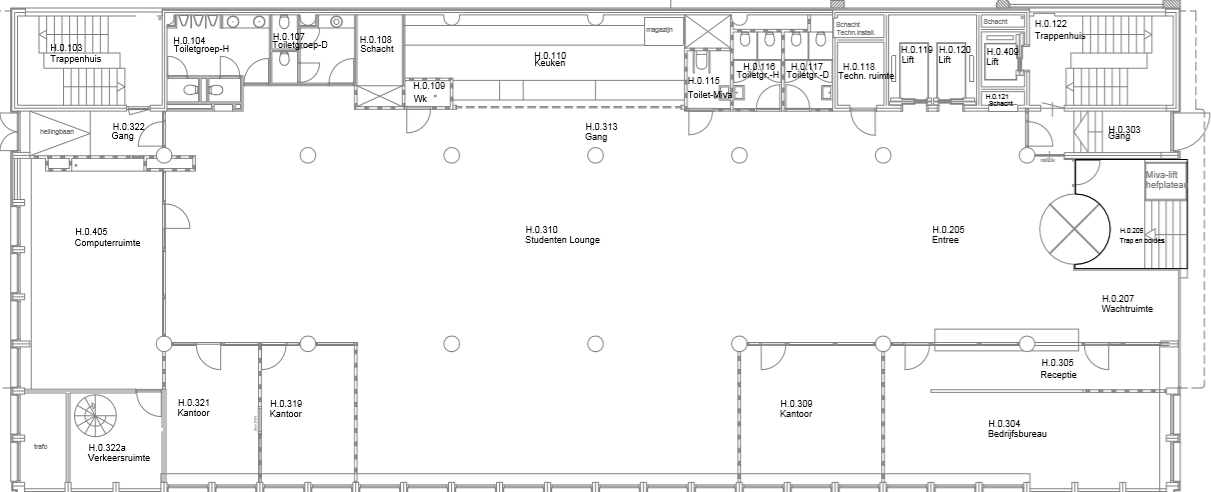 H.0.103
Trappenhuis
H.0.104
Toiletgroep-H
H.0.107
Toiletgroep-D
H.0.108
Schacht
H.0.110
Keuken
magazijn
H.0.109
Wk
H.0.115
Toilet-Miva
H.0.116
Toiletgr.-H
H.0.117
Toiletgr.-D
Schacht
Techn.install.
H.0.118
Techn. ruimte
H.0.119
Lift
H.0.120
Lift
Schacht
H.0.409
Lift
H.0.121
Schacht
H.0.122
Trappenhuis
hellingbaan
H.0.322
Gang
H.0.313
Gang
H.0.303
Gang
Miva-lift
hefplateau
H.0.205
Trap en bordes
H.0.405
Computerruimte
H.0.310
Studenten Lounge
H.0.205
Entree
H.0.207
Wachtruimte
H.0.305
Receptie
H.0.321
Kantoor
H.0.319
Kantoor
H.0.309
Kantoor
H.0.304
Bedrijfsbureau
trafo
H.0.322a
Verkeersruimte